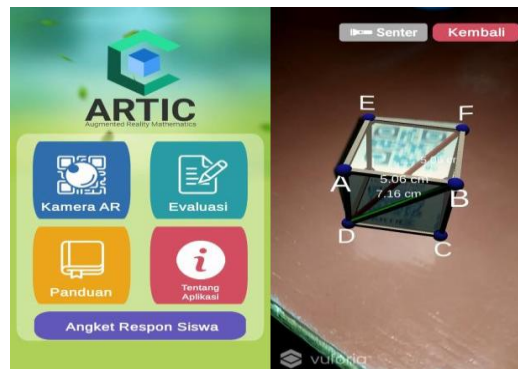 ARTIC
Augmented Reality Mathematics
Kamera AR
Evaluasi
Panduan
Tentang
Aplikasi
Angket Respon Siswa
Senter
Kembali
E
F
A
5.06 cm
B
7.16 cm
D
C
vuforia